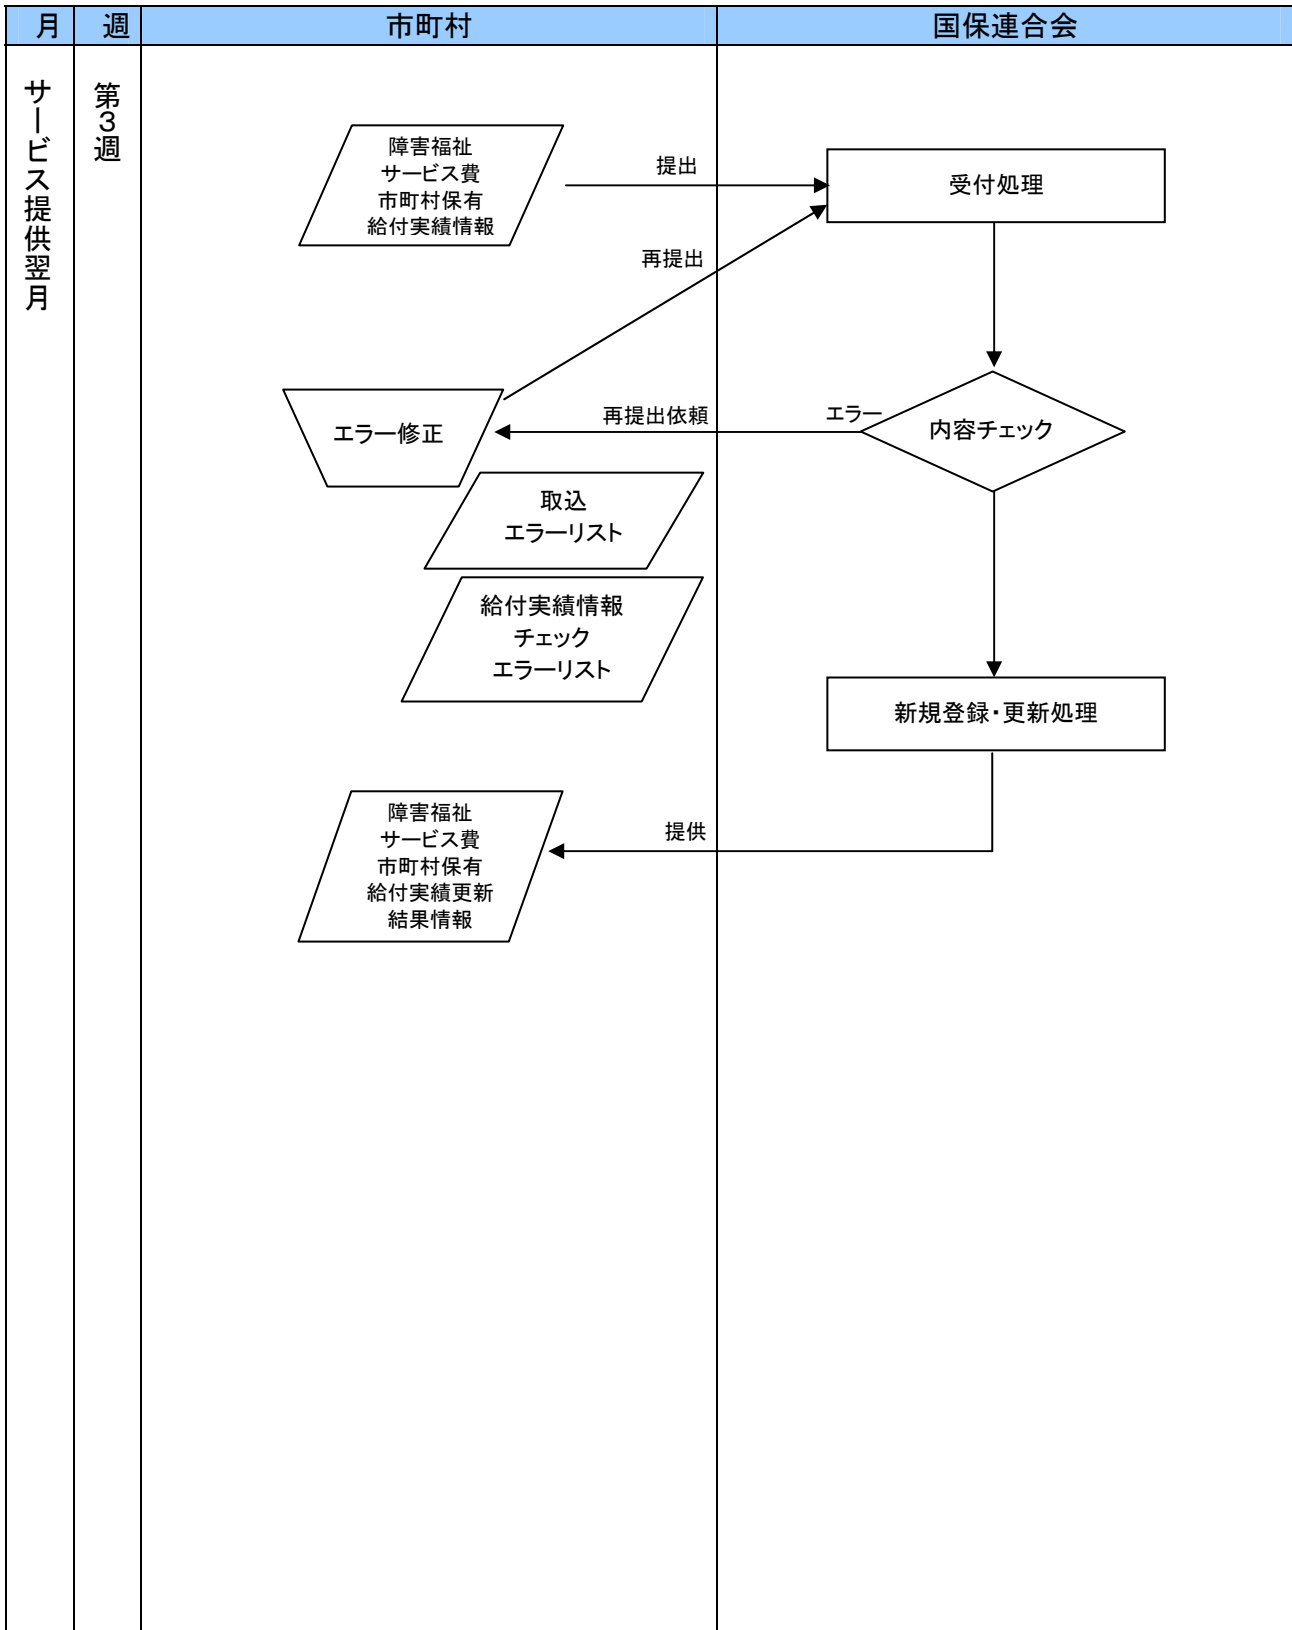 月
週
市町村
国保連合会
サービス提供翌月
第3週
障害福祉
サービス費
市町村保有
給付実績情報
提出
受付処理
再提出
エラー修正
再提出依頼
エラー
内容チェック
取込
エラーリスト
給付実績情報
チェック
エラーリスト
新規登録・更新処理
障害福祉
サービス費
市町村保有
給付実績更新
結果情報
提供